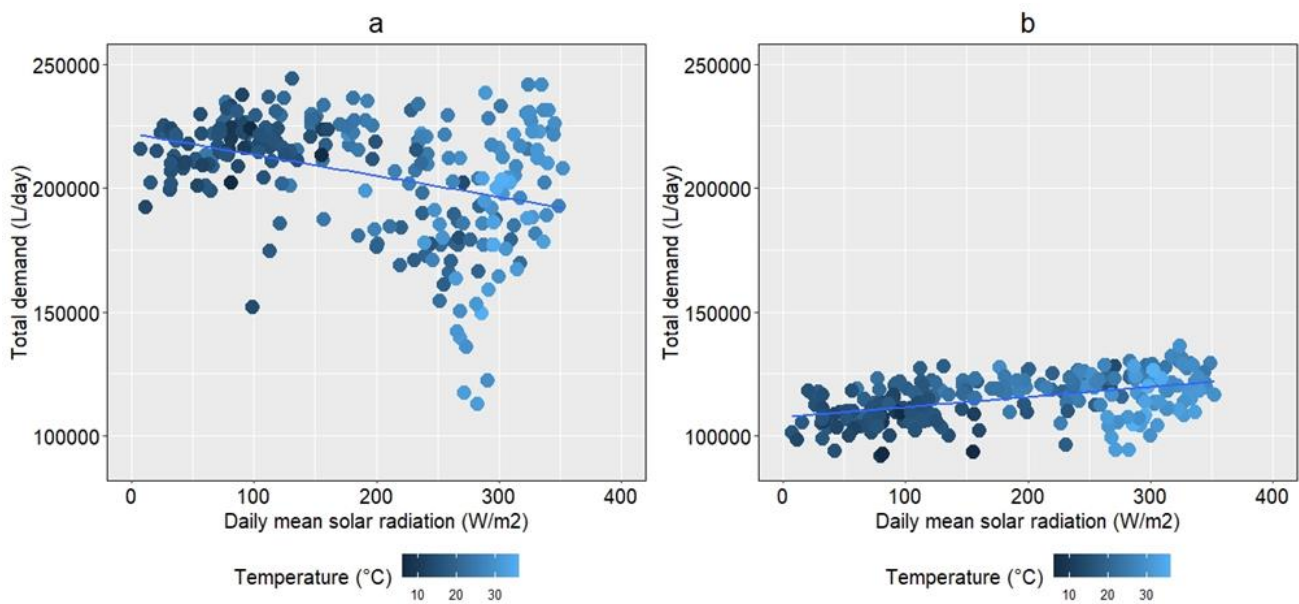 a
250000
200000
150000
100000
Total demand (L/day)
0 100 200 300 400
Daily mean solar radiation (W/m2)
Temperature (°C)
10 20 30
b
250000
200000
150000
100000
Total demand (L/day)
0 100 200 300 400
Daily mean solar radiation (W/m2)
Temperature (°C)
10 20 30